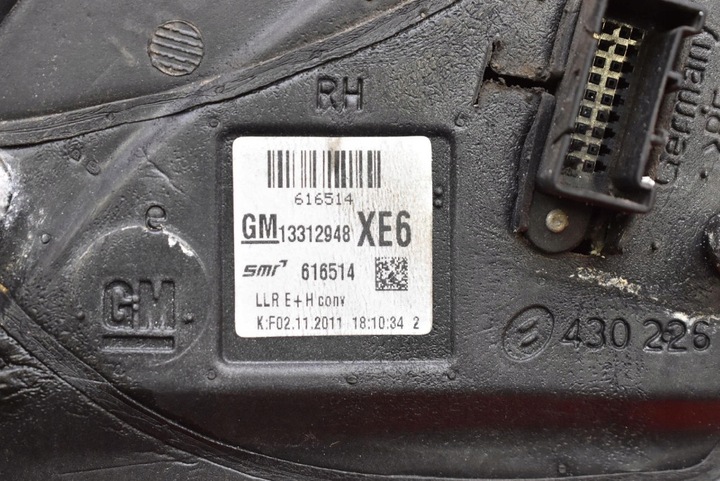 RH
Germany
616514
GM 13312948 XE6
smr 616514
LLR E+H conv
K:F02.11.2011 18:10:34 2
e
GM
430 226